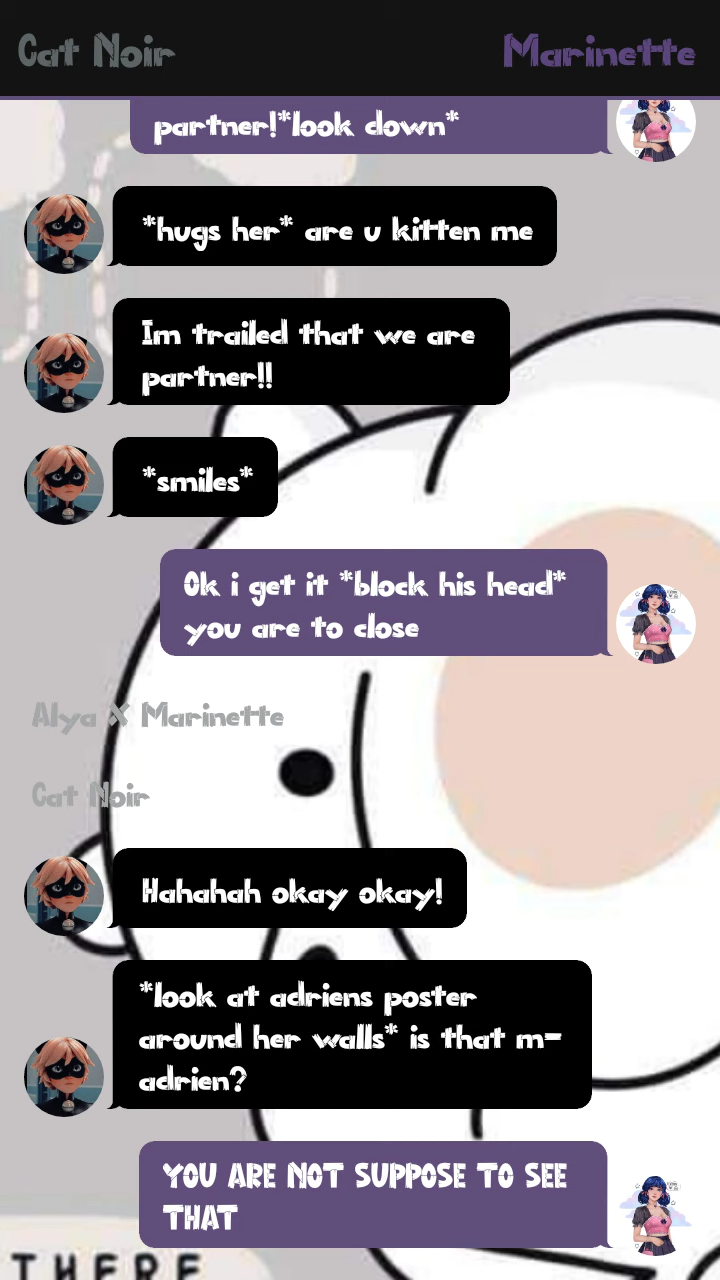 Cat Noir
Marinette
partner!*look down*
*hugs her* are u kitten me
Im trailed that we are
partner!!
*smiles*
Ok i get it *block his head*
you are to close
Alya X Marinette
Cat Noir
Hahahah okay okay!
*look at adriens poster
around her walls* is that m-
adrien?
YOU ARE NOT SUPPOSE TO SEE
THAT
THERE